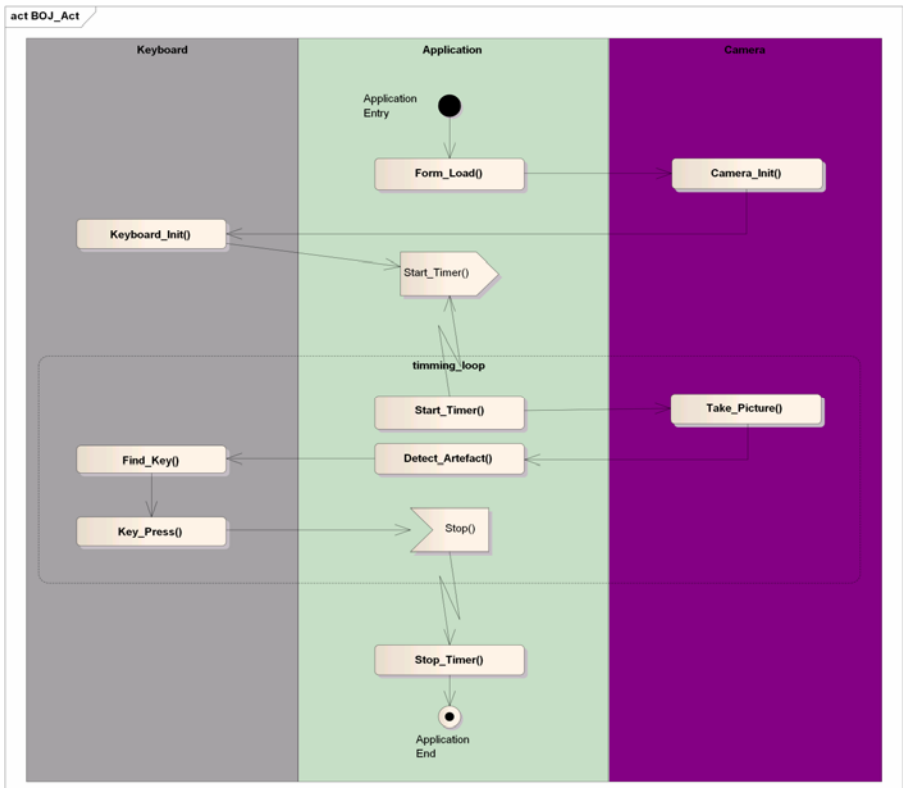 act BOJ_Act
Keyboard
Application
Camera
Application
Entry
Form_Load()
Camera_Init()
Keyboard_Init()
Start_Timer()
timming_loop
Start_Timer()
Take_Picture()
Find_Key()
Detect_Artefact()
Key_Press()
Stop()
Stop_Timer()
Application
End